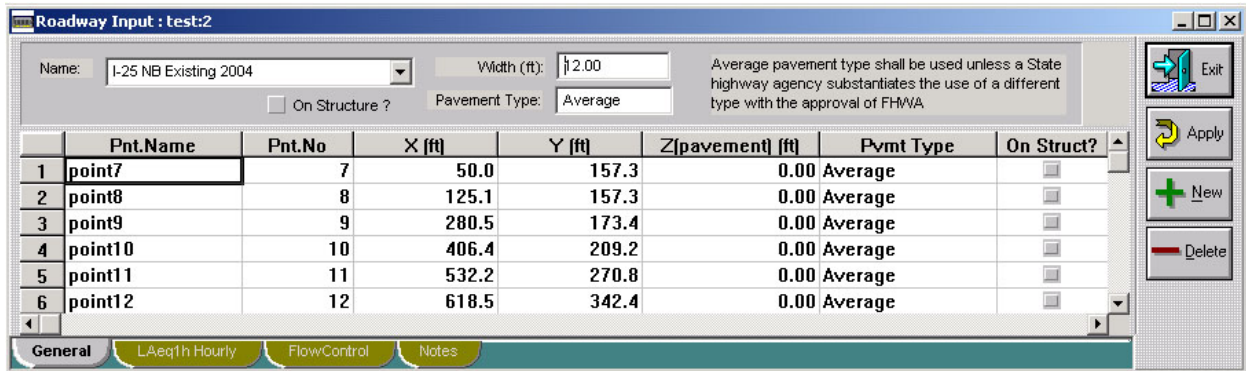 Roadway Input : test:2
Name: I-25 NB Existing 2004
Width (ft): 12.00
Average pavement type shall be used unless a State
highway agency substantiates the use of a different
type with the approval of FHWA
On Structure ?
Pavement Type: Average
Pnt.Name Pnt.No X (ft) Y (ft) Z(pavement) (ft) Pvmt Type On Struct?
1 point7 7 50.0 157.3 0.00 Average
2 point8 8 125.1 157.3 0.00 Average
3 point9 9 280.5 173.4 0.00 Average
4 point10 10 406.4 209.2 0.00 Average
5 point11 11 532.2 270.8 0.00 Average
6 point12 12 618.5 342.4 0.00 Average
General LAeq1h Hourly FlowControl Notes
Exit
Apply
New
Delete